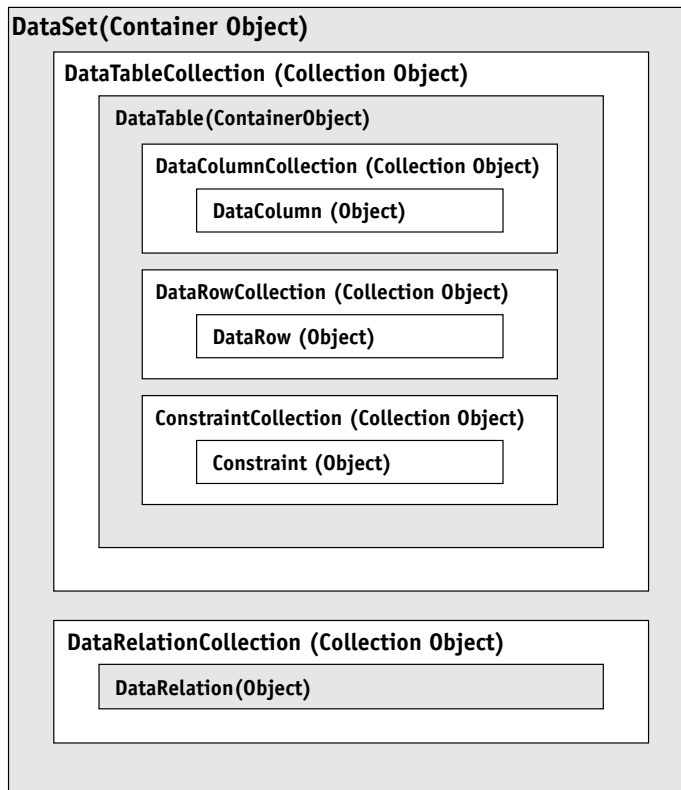 DataSet(Container Object)
DataTableCollection (Collection Object)
DataTable(ContainerObject)
DataColumnCollection (Collection Object)
DataColumn (Object)
DataRowCollection (Collection Object)
DataRow (Object)
ConstraintCollection (Collection Object)
Constraint (Object)
DataRelationCollection (Collection Object)
DataRelation(Object)